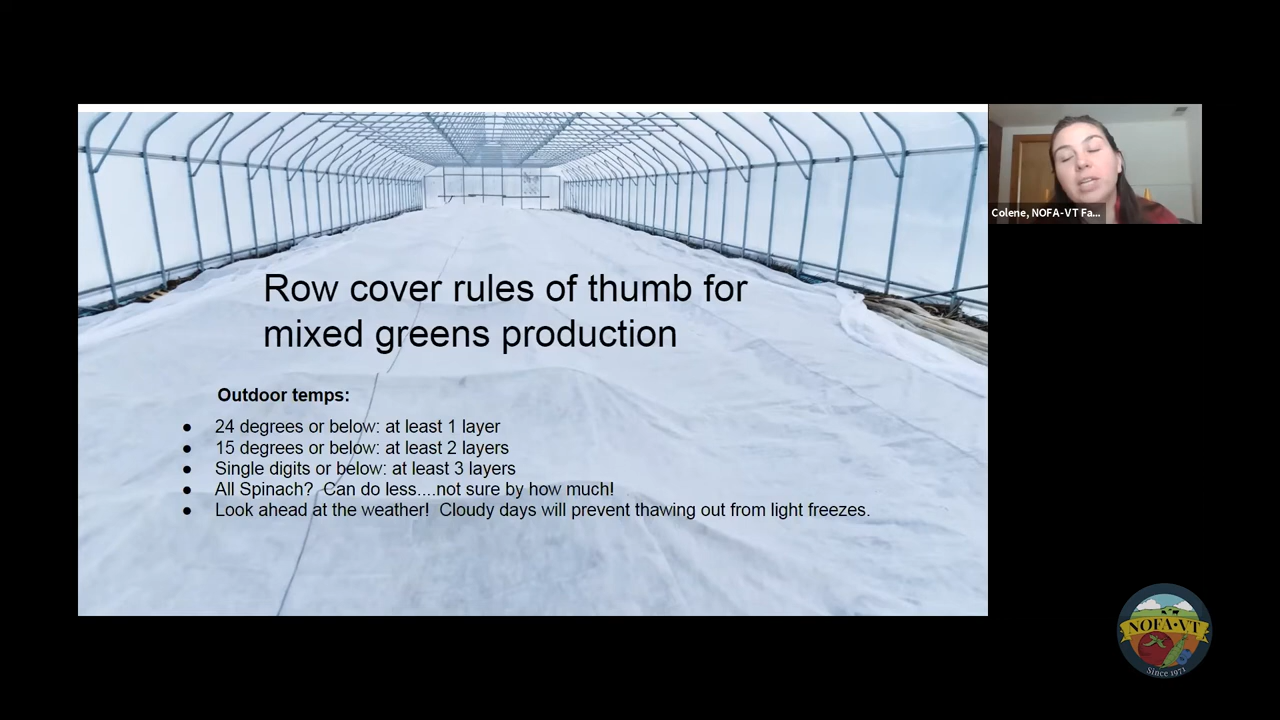 Row cover rules of thumb for
mixed greens production
Outdoor temps:
● 24 degrees or below: at least 1 layer
● 15 degrees or below: at least 2 layers
● Single digits or below: at least 3 layers
● All Spinach?  Can do less....not sure by how much!
● Look ahead at the weather!  Cloudy days will prevent thawing out from light freezes.
Colene, NOFA-VT Fa...
NOFA•VT
Since 1971